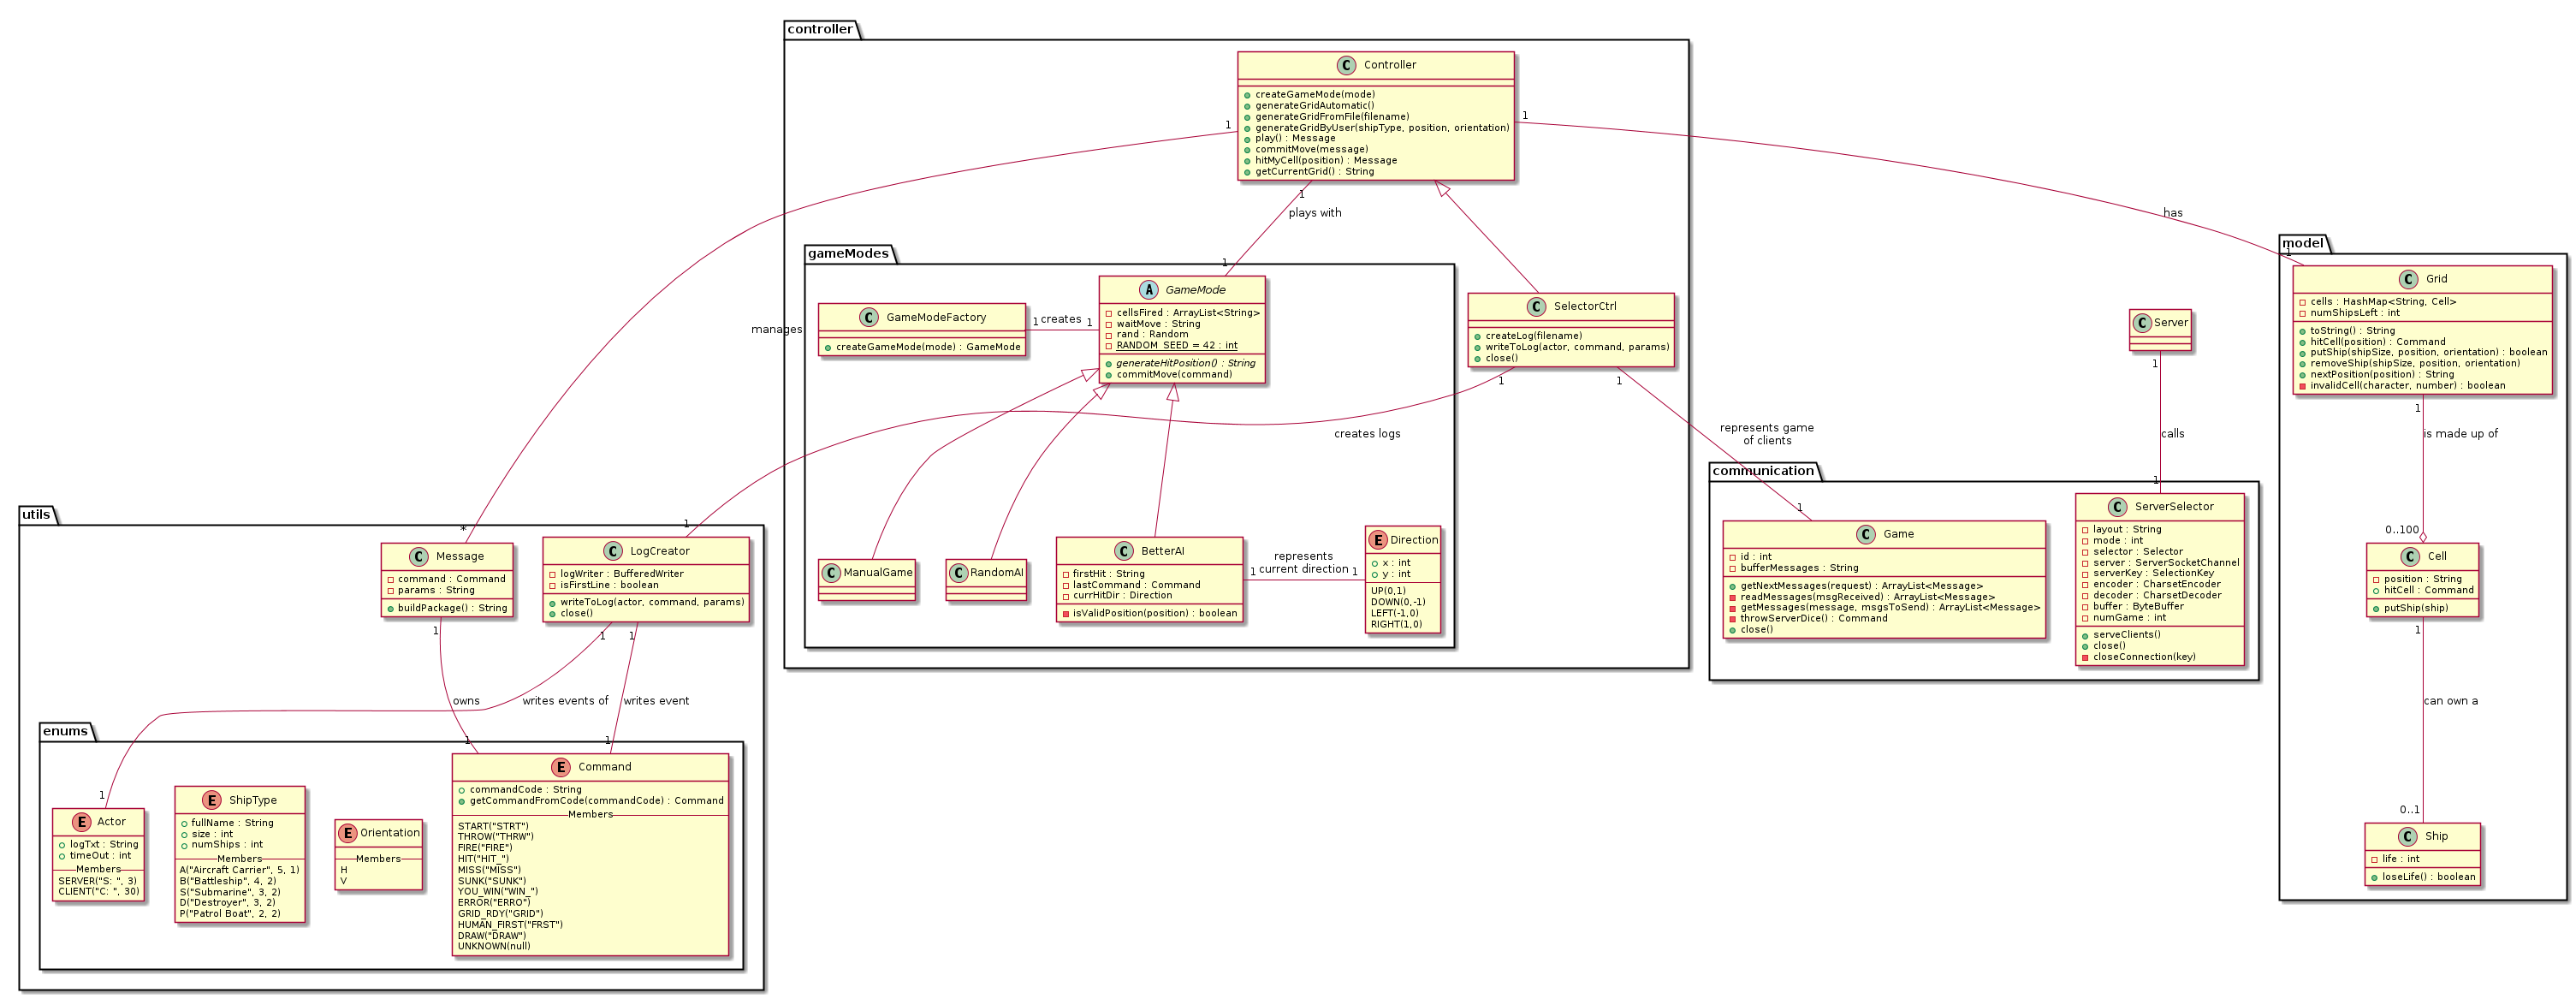 controller
C Controller
createGameMode(mode)
generateGridAutomatic()
generateGridFromFile(filename)
generateGridByUser(shipType, position, orientation)
play() : Message
commitMove(message)
hitMyCell(position) : Message
getCurrentGrid() : String
1
1
1
plays with
has
manages
gameModes
1
A GameMode
cellsFired : ArrayList<String>
waitMove : String
rand : Random
RANDOM_SEED = 42 : int
generateHitPosition() : String
commitMove(command)
C GameModeFactory
createGameMode(mode) : GameMode
1
creates
1
C SelectorCtrl
createLog(filename)
writeToLog(actor, command, params)
close()
1
1
creates logs
represents game
of clients
C ManualGame
C RandomAI
C BetterAI
firstHit : String
lastCommand : Command
currHitDir : Direction
isValidPosition(position) : boolean
1
represents
current direction
1
E Direction
x : int
y : int
UP(0,1)
DOWN(0,-1)
LEFT(-1,0)
RIGHT(1,0)
C Server
1
calls
communication
1
1
C Game
id : int
bufferMessages : String
getNextMessages(request) : ArrayList<Message>
readMessages(msgReceived) : ArrayList<Message>
getMessages(message, msgsToSend) : ArrayList<Message>
throwServerDice() : Command
close()
C ServerSelector
layout : String
mode : int
selector : Selector
server : ServerSocketChannel
serverKey : SelectionKey
encoder : CharsetEncoder
decoder : CharsetDecoder
buffer : ByteBuffer
numGame : int
serveClients()
close()
closeConnection(key)
model
1
C Grid
cells : HashMap<String, Cell>
numShipsLeft : int
toString() : String
hitCell(position) : Command
putShip(shipSize, position, orientation) : boolean
removeShip(shipSize, position, orientation)
nextPosition(position) : String
invalidCell(character, number) : boolean
1
is made up of
0..100
C Cell
position : String
hitCell : Command
putShip(ship)
1
can own a
0..1
C Ship
life : int
loseLife() : boolean
utils
*
1
C Message
command : Command
params : String
buildPackage() : String
C LogCreator
logWriter : BufferedWriter
isFirstLine : boolean
writeToLog(actor, command, params)
close()
1
1
1
owns
writes events of
writes event
enums
1
1
1
E Actor
logTxt : String
timeOut : int
Members
SERVER("S: ", 3)
CLIENT("C: ", 30)
E ShipType
fullName : String
size : int
numShips : int
Members
A("Aircraft Carrier", 5, 1)
B("Battleship", 4, 2)
S("Submarine", 3, 2)
D("Destroyer", 3, 2)
P("Patrol Boat", 2, 2)
E Orientation
Members
H
V
E Command
commandCode : String
getCommandFromCode(commandCode) : Command
Members
START("STRT")
THROW("THRW")
FIRE("FIRE")
HIT("HIT_")
MISS("MISS")
SUNK("SUNK")
YOU_WIN("WIN_")
ERROR("ERRO")
GRID_RDY("GRID")
HUMAN_FIRST("FRST")
DRAW("DRAW")
UNKNOWN(null)